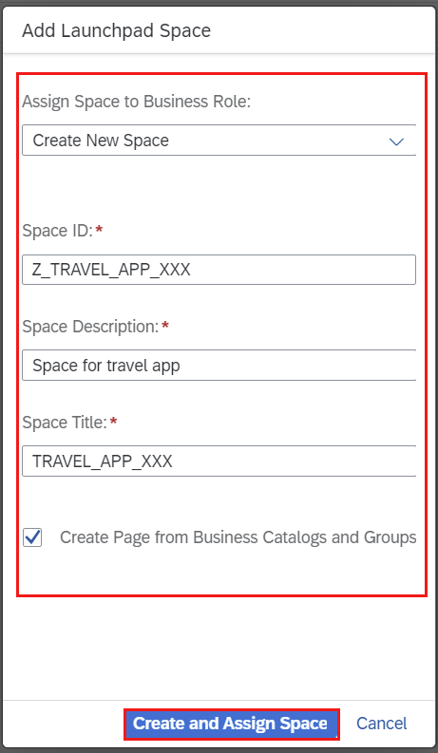 Add Launchpad Space
Assign Space to Business Role:
Create New Space
Space ID:*
Z_TRAVEL_APP_XXX
Space Description:*
Space for travel app
Space Title:*
TRAVEL_APP_XXX
Create Page from Business Catalogs and Groups
Create and Assign Space Cancel